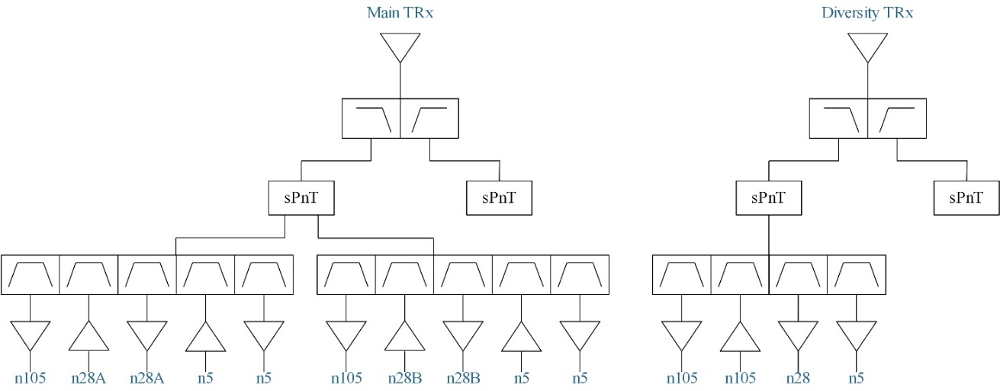 Main TRx Diversity TRx
sPnT sPnT sPnT sPnT
n105 n28A n28A n5 n5 n105 n28B n28B n5 n5 n105 n105 n28 n5